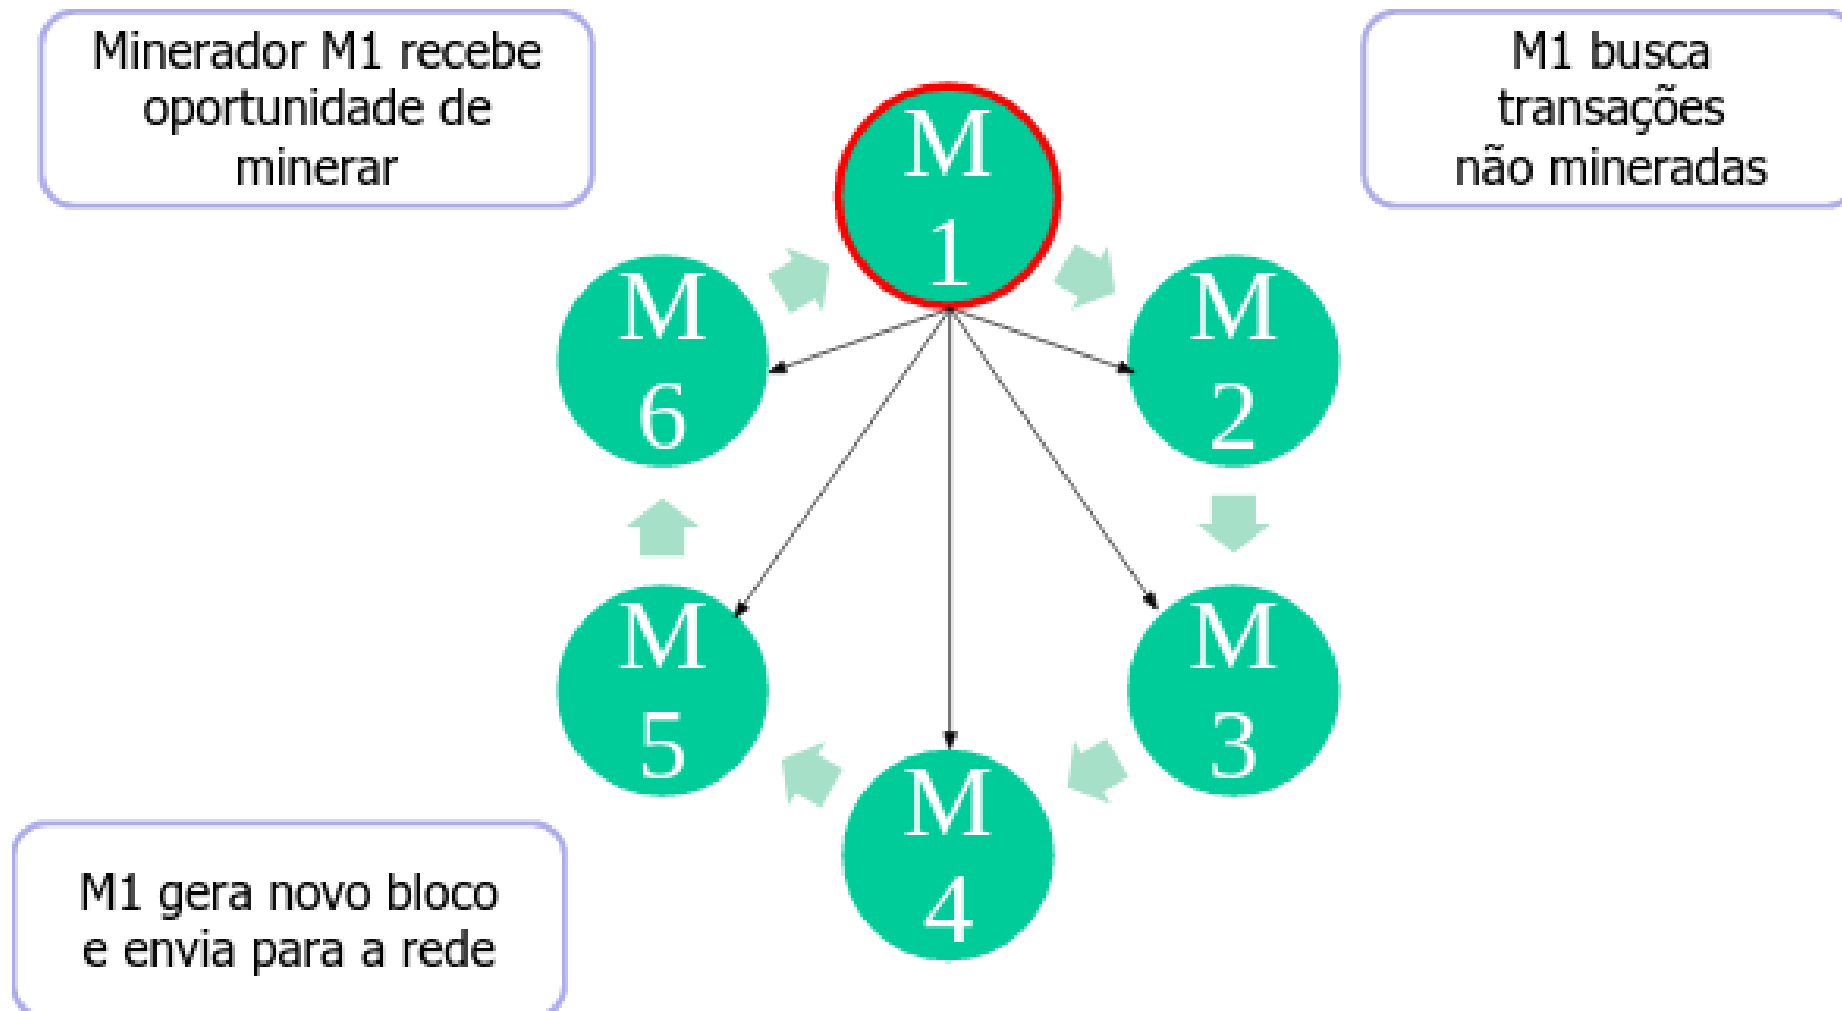 Minerador M1 recebe
oportunidade de
minerar
M1 busca
transações
não mineradas
M
1
M
6
M
2
M
5
M
3
M
4
M1 gera novo bloco
e envia para a rede